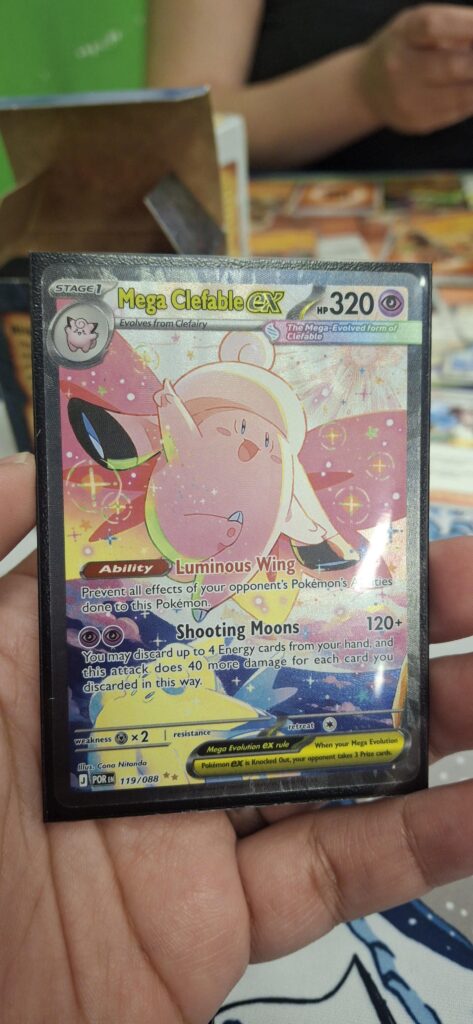 STAGE 1
Mega Clefable ex
HP 320
Evolves from Clefairy
The Mega-Evolved form of
Clefable
Ability Luminous Wing
Prevent all effects of your opponent's Pokémon's Abilities
done to this Pokémon.
Shooting Moons 120+
You may discard up to 4 Energy cards from your hand, and
this attack does 40 more damage for each card you
discarded in this way.
weakness ×2 resistance retreat
Mega Evolution ex rule
When your Mega Evolution
Pokémon ex is Knocked Out, your opponent takes 3 Prize cards.
Illus. Cona Nitanda
J POR EN 119/088